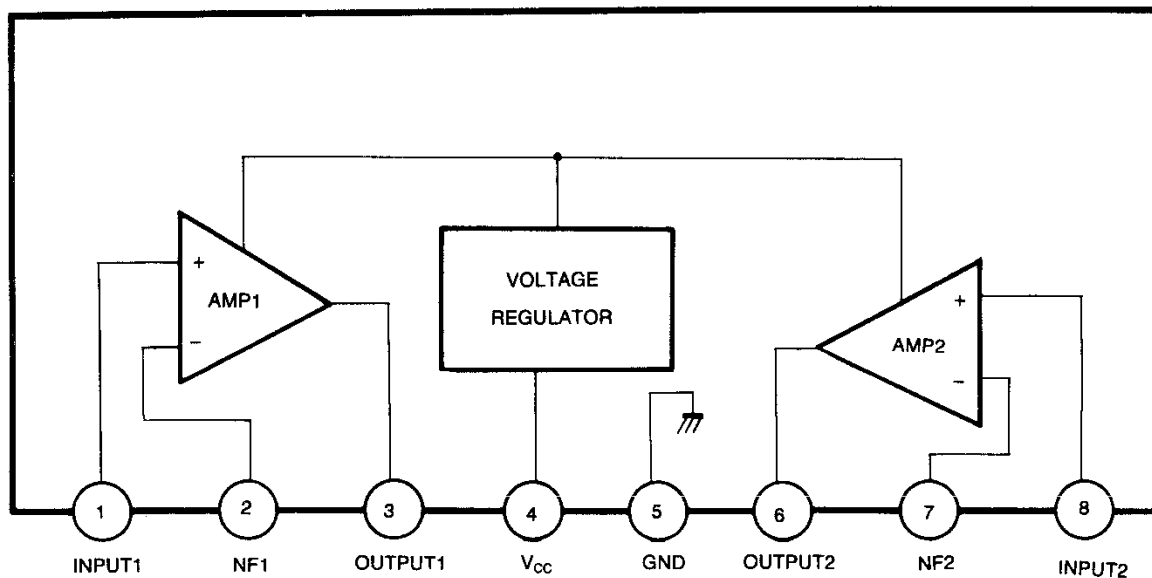 VOLTAGE
REGULATOR
+
AMP1
−
+
AMP2
−
1 2 3 4 5 6 7 8
INPUT1 NF1 OUTPUT1 VCC GND OUTPUT2 NF2 INPUT2